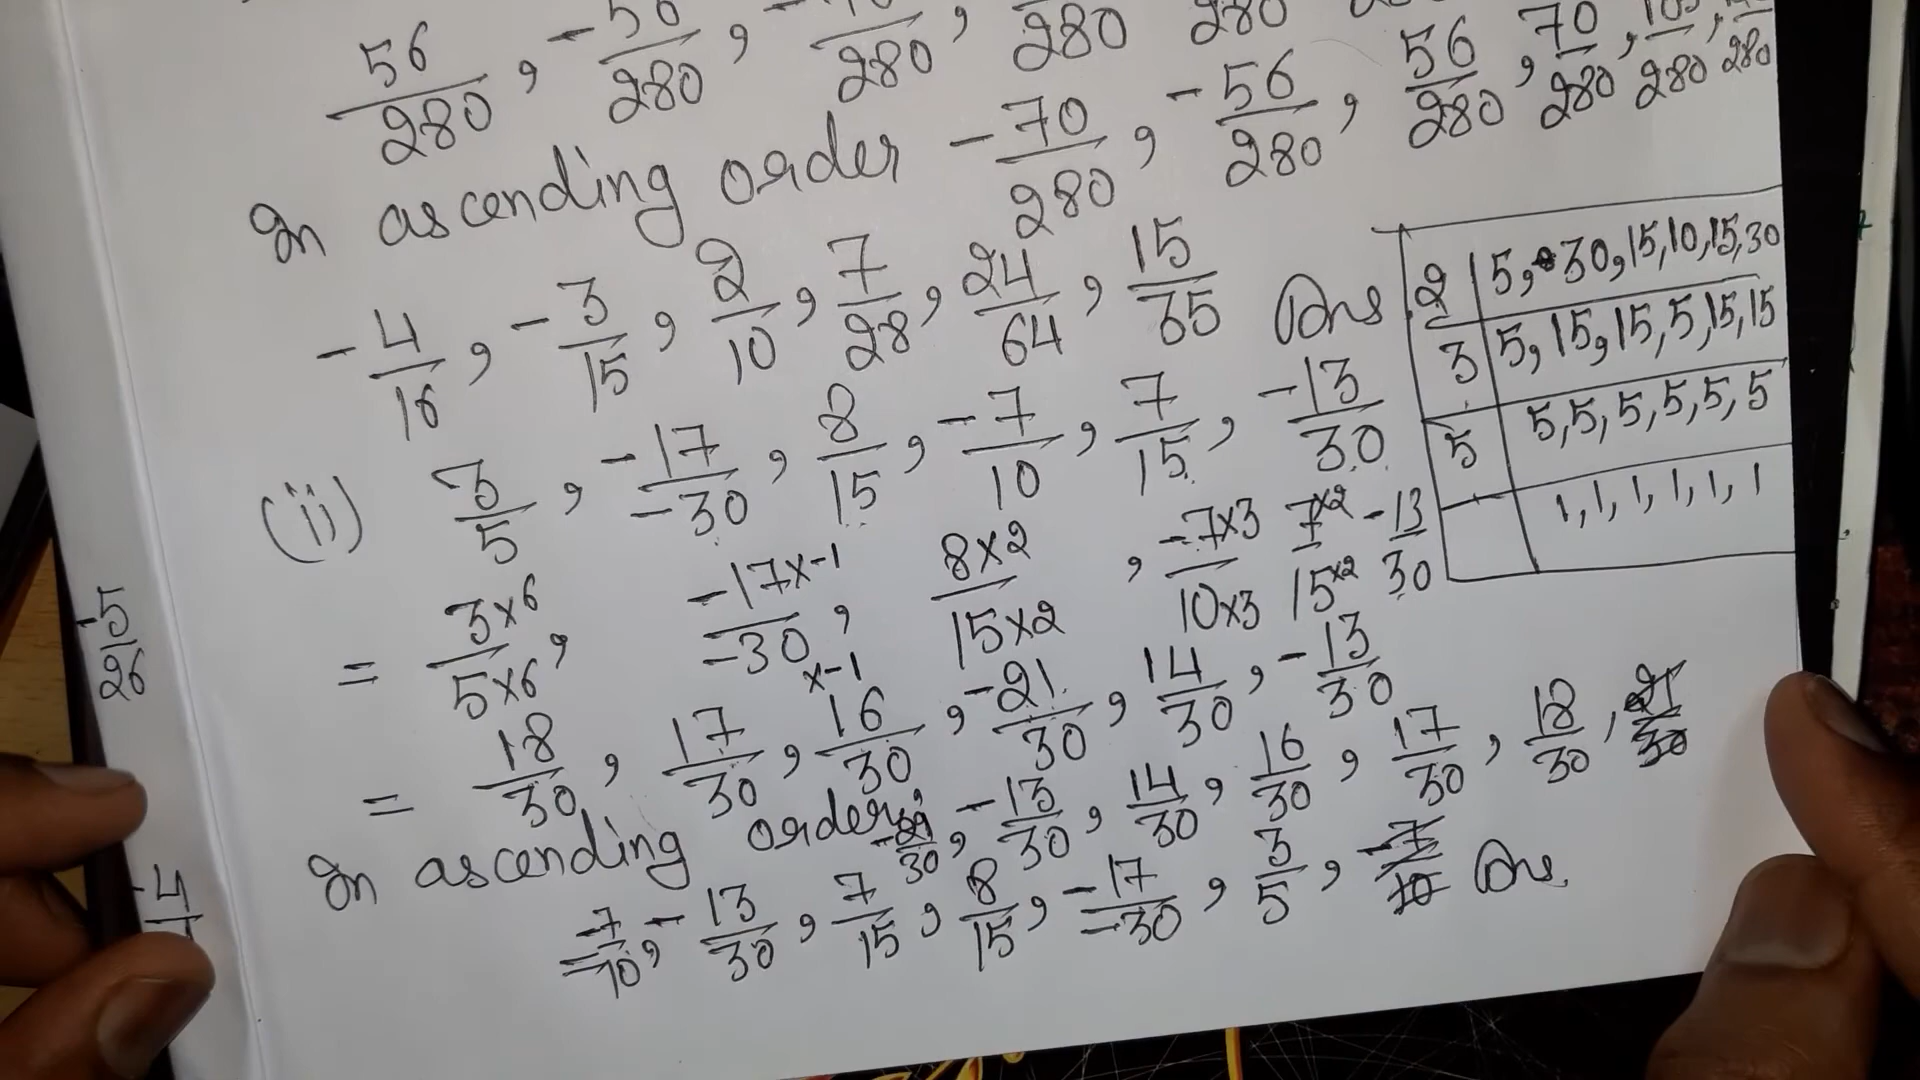 56/280, -56/280, /280, /280 280
In ascending order -70/280, -56/280, 56/280, 70/280, 105/280, /280
-4/16, -3/15, 2/10, 7/28, 24/64, 15/35 Ans
2 | 5, 30, 15, 10, 15, 30
3 | 5, 15, 15, 5, 15, 15
5 | 5, 5, 5, 5, 5, 5
1, 1, 1, 1, 1, 1
(ii) 3/5, -17/-30, 8/15, -7/10, 7/15, -13/30
= 3×6/5×6, -17×-1/-30×-1, 8×2/15×2, -7×3/10×3 7×2/15×2 -13/30
= 18/30, 17/30, 16/30, -21/30, 14/30, -13/30
In ascending order, -21/30, -13/30, 14/30, 16/30, 17/30, 18/30, 21/30
= -7/10, -13/30, 7/15, 8/15, -17/-30, 3/5, -7/10 Ans.
-5/26
-4